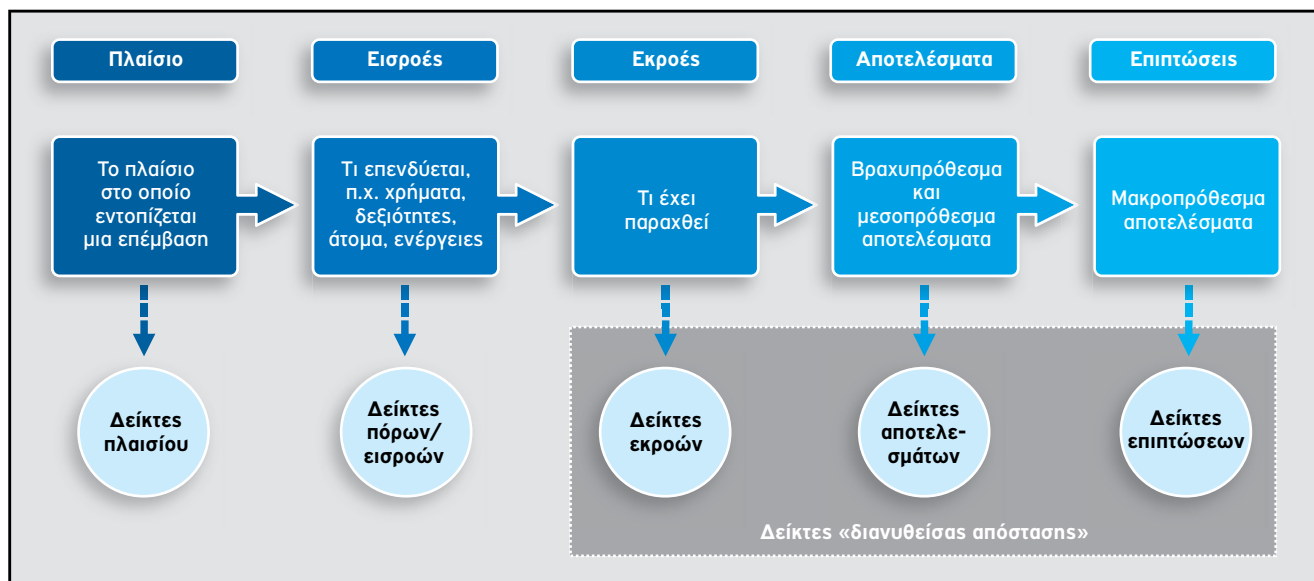 Πλαίσιο
Εισροές
Εκροές
Αποτελέσματα
Επιπτώσεις
Το πλαίσιο
στο οποίο
εντοπίζεται
μια επέμβαση
Τι επενδύεται,
π.χ. χρήματα,
δεξιότητες,
άτομα, ενέργειες
Τι έχει
παραχθεί
Βραχυπρόθεσμα
και
μεσοπρόθεσμα
αποτελέσματα
Μακροπρόθεσμα
αποτελέσματα
Δείκτες
πλαισίου
Δείκτες
πόρων/
εισροών
Δείκτες
εκροών
Δείκτες
αποτελε-
σμάτων
Δείκτες
επιπτώσεων
Δείκτες «διανυθείσας απόστασης»